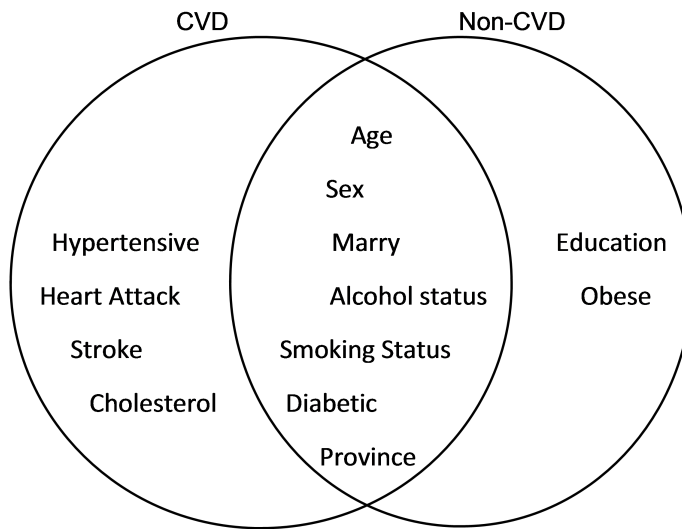 CVD
Non-CVD
Age
Sex
Hypertensive
Marry
Education
Heart Attack
Alcohol status
Obese
Stroke
Smoking Status
Cholesterol
Diabetic
Province